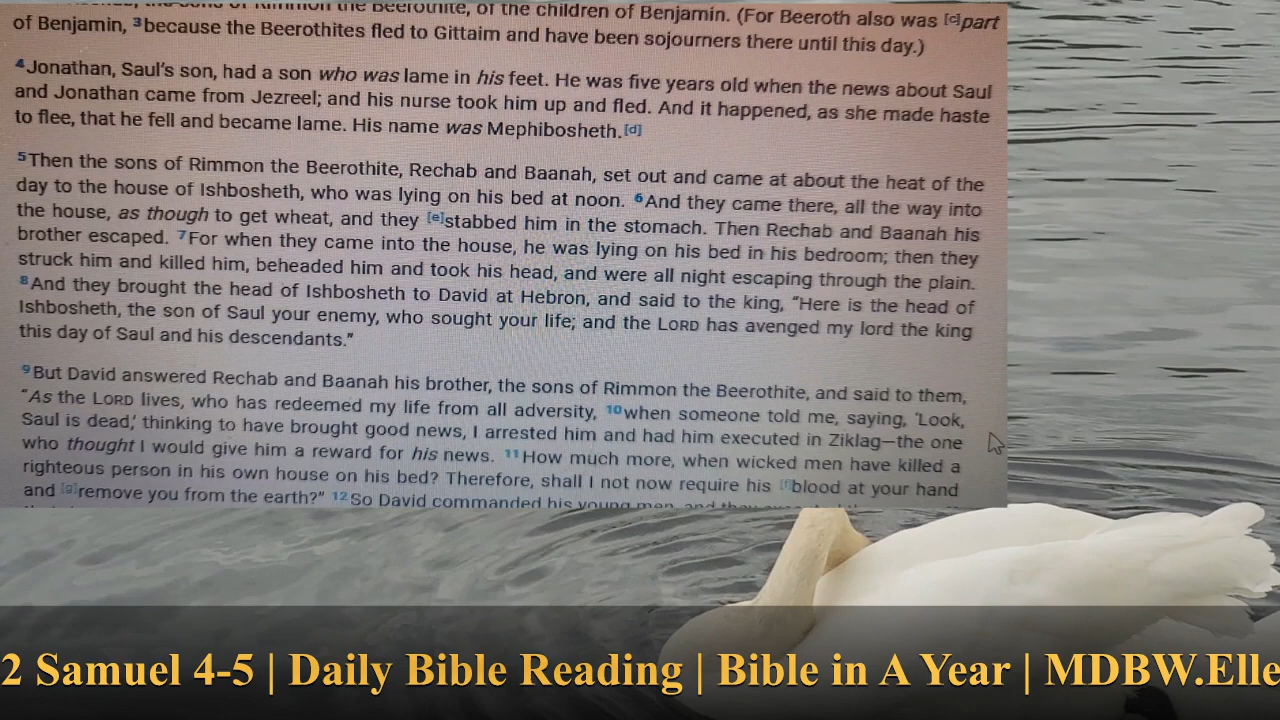 the Beerothite, of the children of Benjamin. (For Beeroth also was [c]part
of Benjamin, 3because the Beerothites fled to Gittaim and have been sojourners there until this day.)
4Jonathan, Saul's son, had a son who was lame in his feet. He was five years old when the news about Saul
and Jonathan came from Jezreel; and his nurse took him up and fled. And it happened, as she made haste
to flee, that he fell and became lame. His name was Mephibosheth.[d]
5Then the sons of Rimmon the Beerothite, Rechab and Baanah, set out and came at about the heat of the
day to the house of Ishbosheth, who was lying on his bed at noon. 6And they came there, all the way into
the house, as though to get wheat, and they [e]stabbed him in the stomach. Then Rechab and Baanah his
brother escaped. 7For when they came into the house, he was lying on his bed in his bedroom; then they
struck him and killed him, beheaded him and took his head, and were all night escaping through the plain.
8And they brought the head of Ishbosheth to David at Hebron, and said to the king, “Here is the head of
Ishbosheth, the son of Saul your enemy, who sought your life; and the LORD has avenged my lord the king
this day of Saul and his descendants.”
9But David answered Rechab and Baanah his brother, the sons of Rimmon the Beerothite, and said to them,
“As the LORD lives, who has redeemed my life from all adversity, 10when someone told me, saying, ‘Look,
Saul is dead,’ thinking to have brought good news, I arrested him and had him executed in Ziklag—the one
who thought I would give him a reward for his news. 11How much more, when wicked men have killed a
righteous person in his own house on his bed? Therefore, shall I not now require his [f]blood at your hand
and [g]remove you from the earth?” 12So David commanded his young men, and they
2 Samuel 4-5 | Daily Bible Reading | Bible in A Year | MDBW.Elle